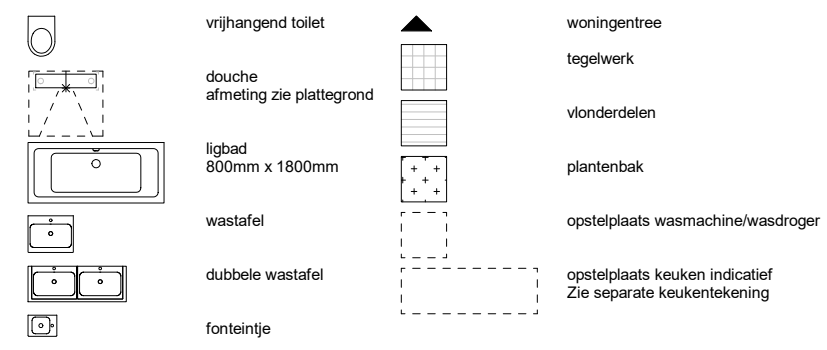 vrijhangend toilet
douche
afmeting zie plattegrond
ligbad
800mm x 1800mm
wastafel
dubbele wastafel
fonteintje
woningentree
tegelwerk
vlonderdelen
plantenbak
opstelplaats wasmachine/wasdroger
opstelplaats keuken indicatief
Zie separate keukentekening